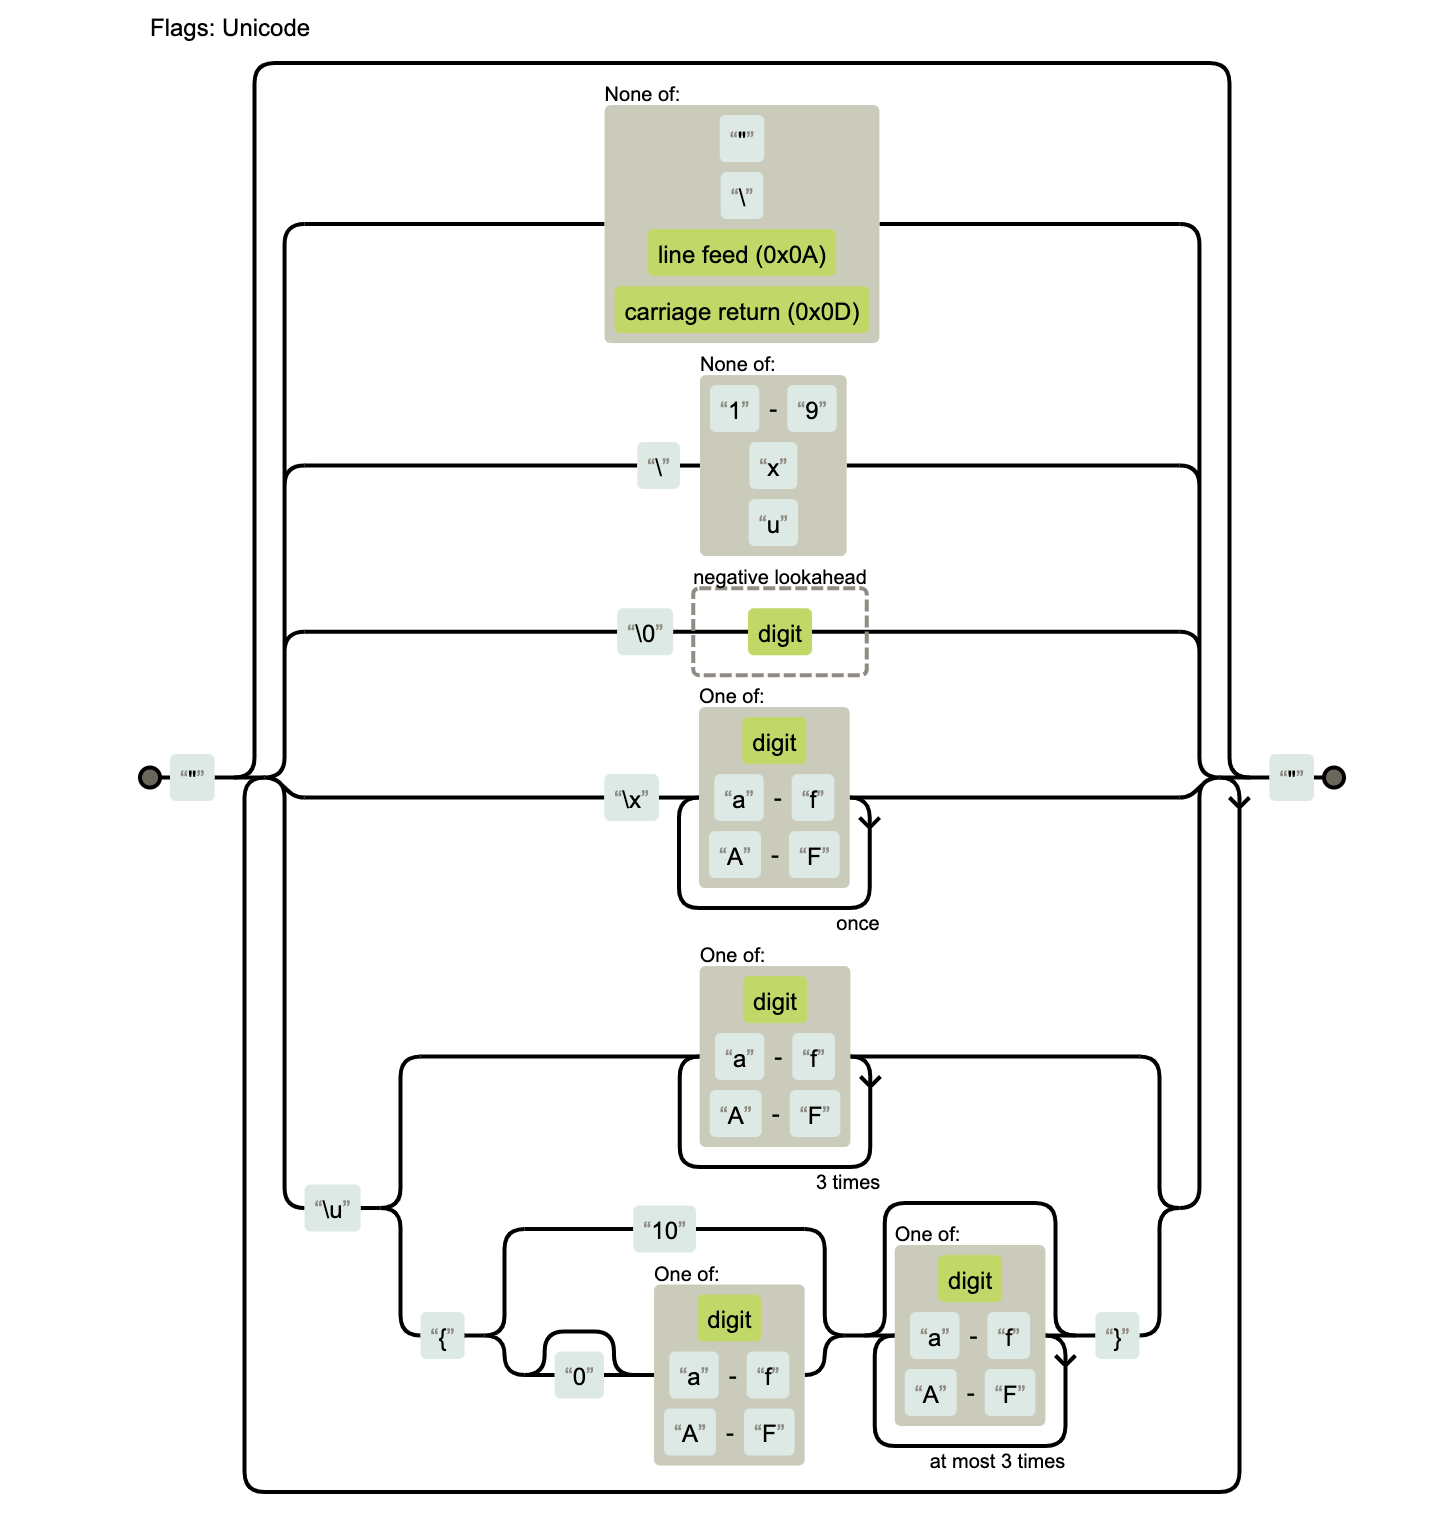 Flags: Unicode
None of:
“"”
“\”
line feed (0x0A)
carriage return (0x0D)
None of:
“1” - “9”
“\”
“x”
“u”
negative lookahead
“\0”
digit
One of:
digit
“"”
“"”
“\x”
“a” - “f”
“A” - “F”
once
One of:
digit
“a” - “f”
“A” - “F”
3 times
“\u”
“10”
One of:
digit
One of:
digit
“{”
“a” - “f”
“}”
“0”
“a” - “f”
“A” - “F”
“A” - “F”
at most 3 times